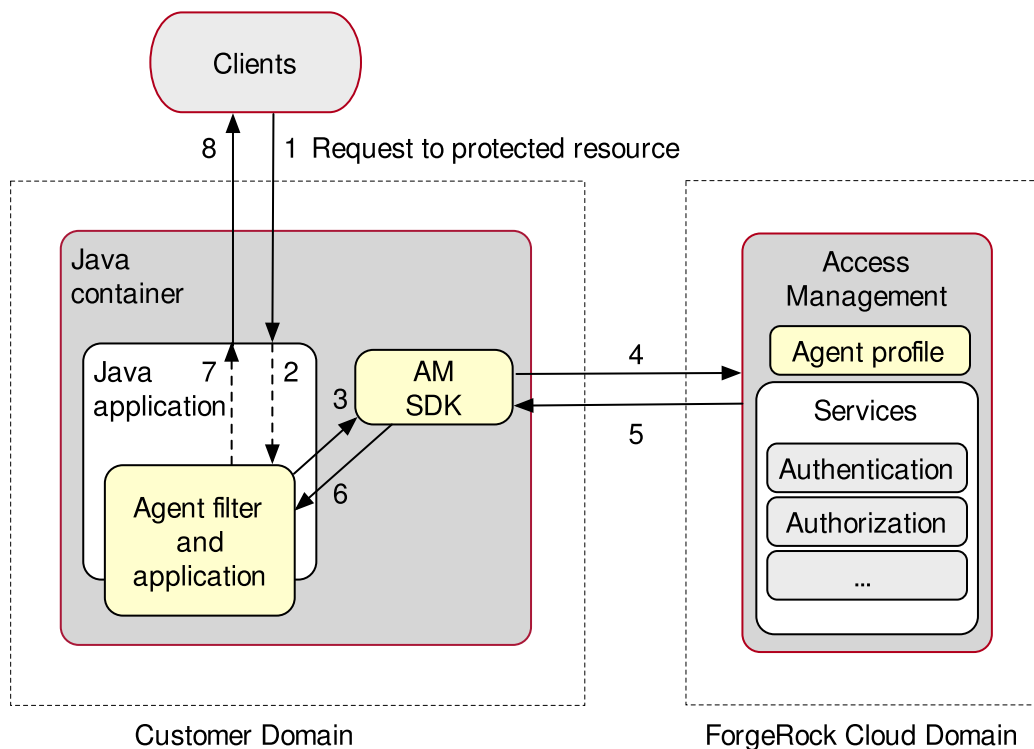 Clients
8
1 Request to protected resource
Java
container
Access
Management
Agent profile
4
Java
application
7
2
AM
SDK
3
Services
5
Authentication
6
Agent filter
and
application
Authorization
...
Customer Domain
ForgeRock Cloud Domain